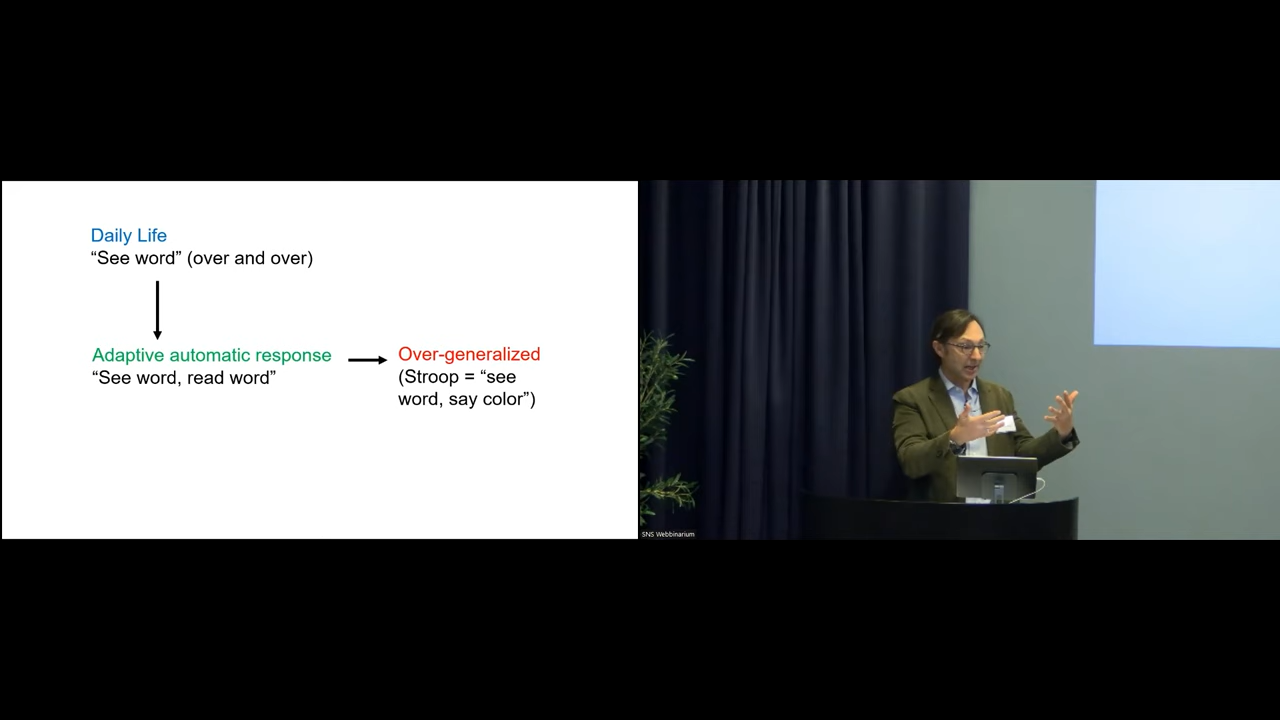 Daily Life
“See word” (over and over)
Adaptive automatic response
“See word, read word”
Over-generalized
(Stroop = “see
word, say color”)
SNS Webbinarium